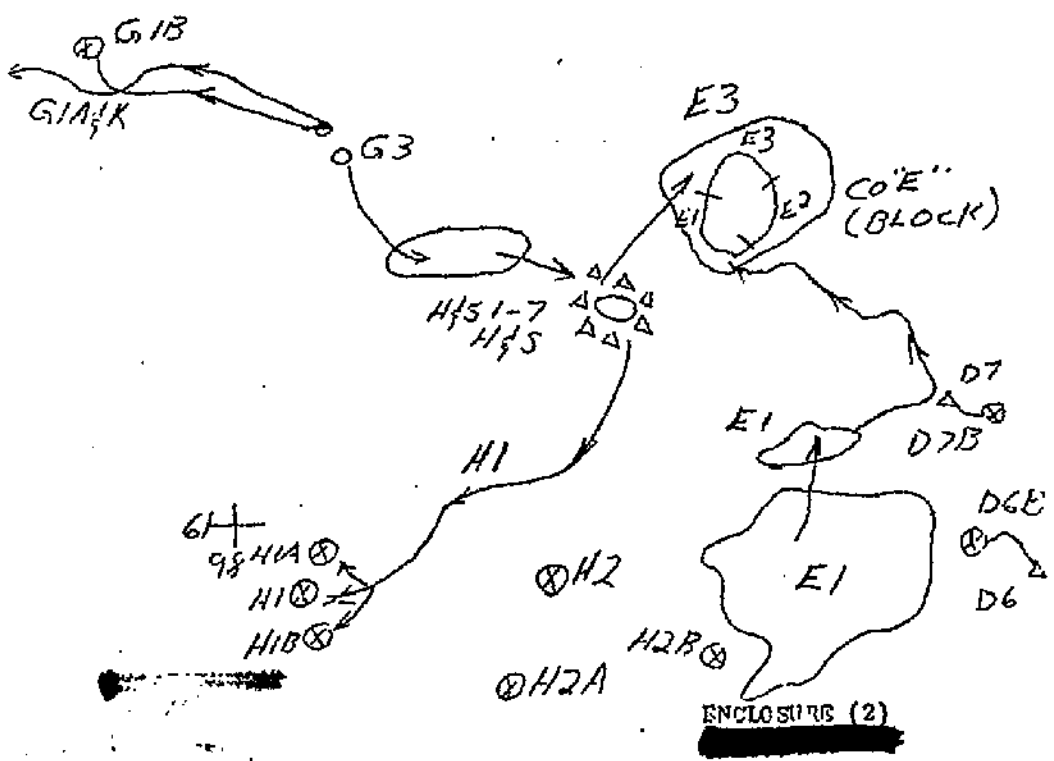 G1B
G1A&K
G3
E3
E3
E1
E2
CO "E"
(BLOCK)
H&S 1-7
H&S
D7
D7B
E1
H1
61
98
H1A
H1
H1B
H2
H2A
H2B
E1
D6E
D6
ENCLOSURE (2)